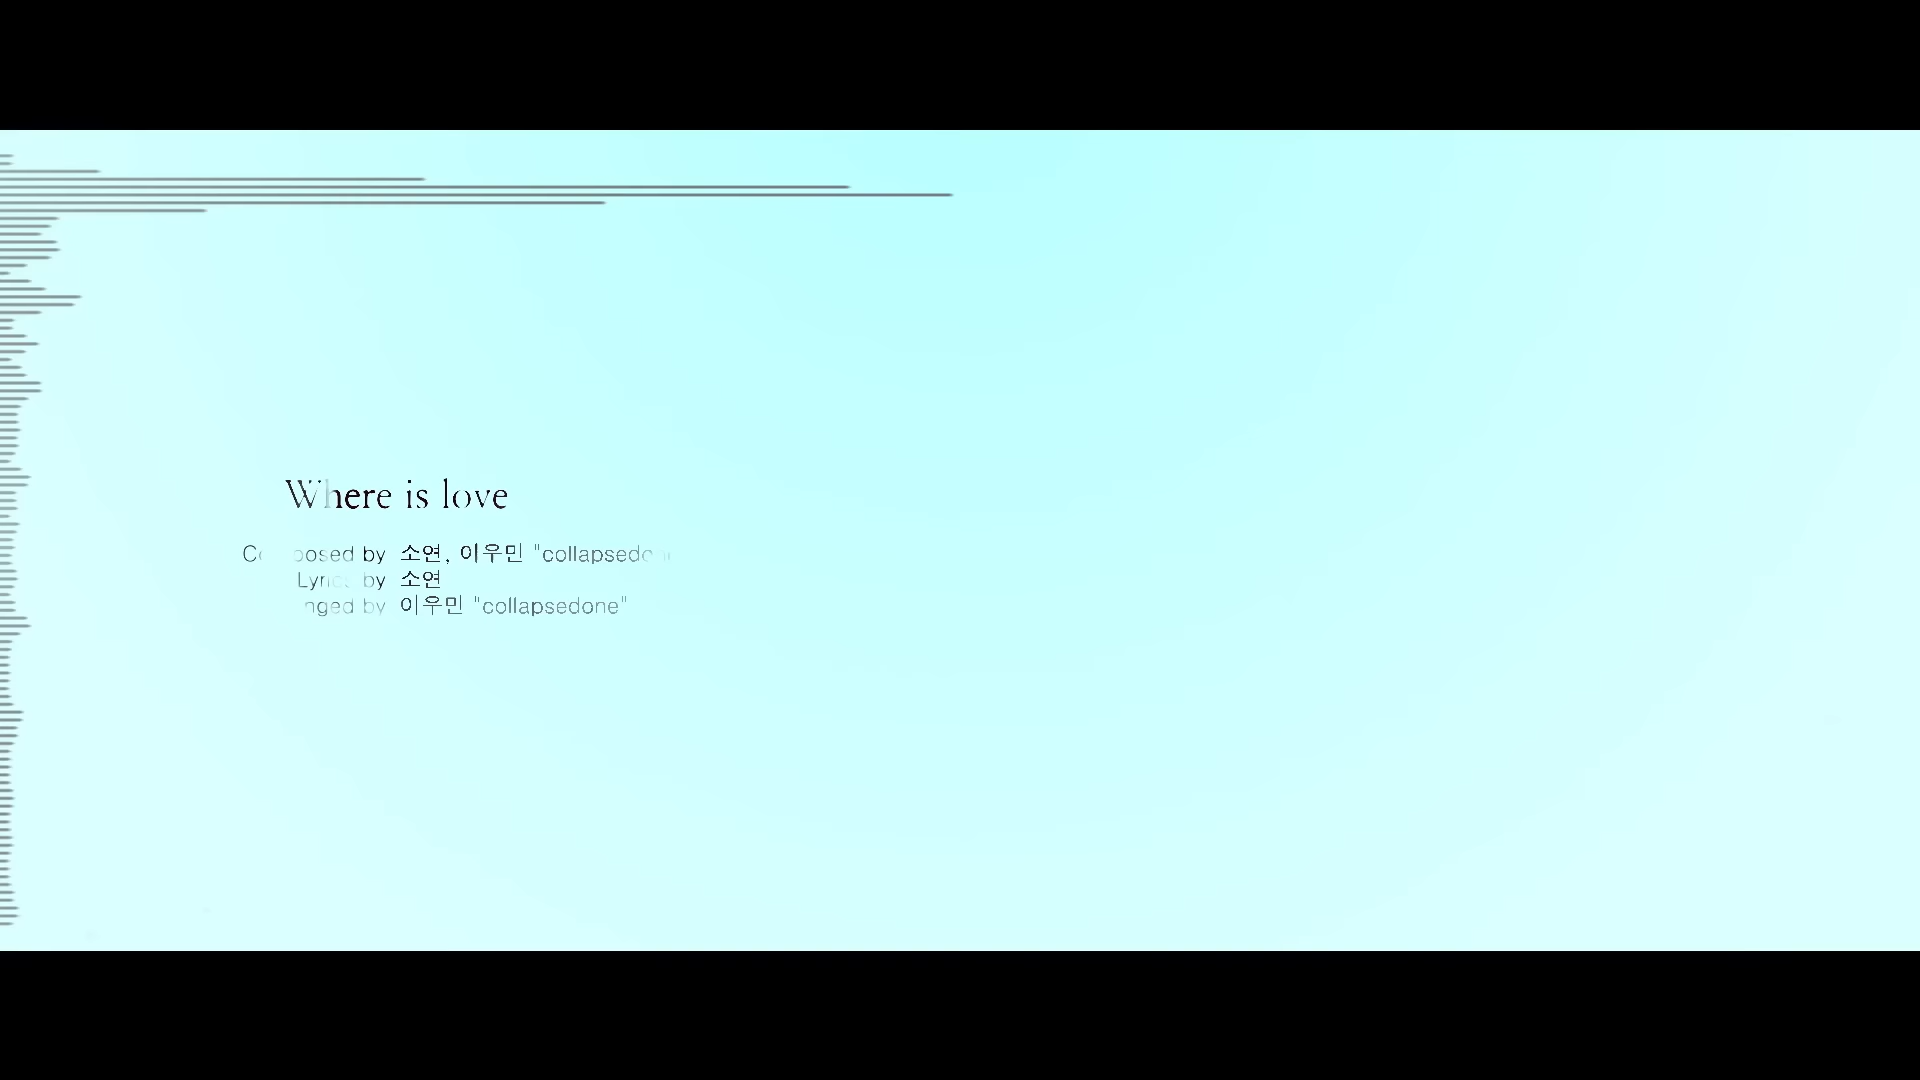 Where is love
Composed by 소연, 이우민 "collapsedone"
Lyrics by 소연
by 이우민 "collapsedone"